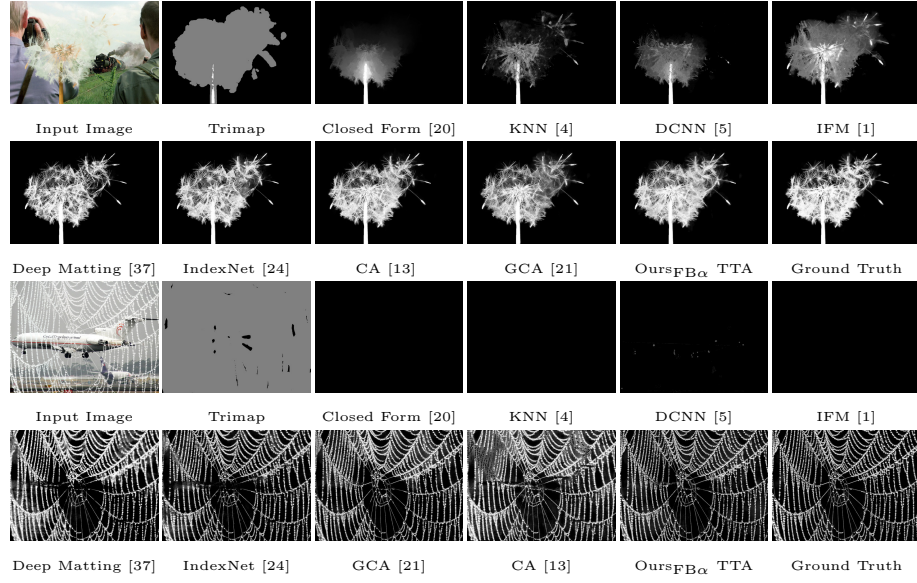 Input Image Trimap Closed Form [20] KNN [4] DCNN [5] IFM [1]
Deep Matting [37] IndexNet [24] CA [13] GCA [21] OursFBα TTA Ground Truth
Input Image Trimap Closed Form [20] KNN [4] DCNN [5] IFM [1]
Deep Matting [37] IndexNet [24] GCA [21] CA [13] OursFBα TTA Ground Truth